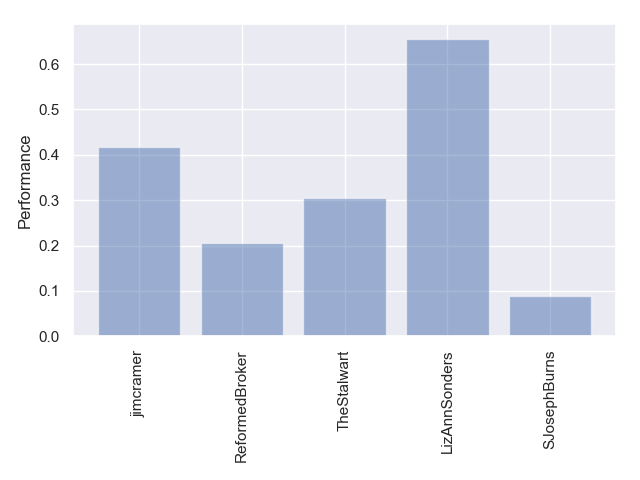 0.6
0.5
0.4
0.3
0.2
0.1
0.0
Performance
jimcramer
ReformedBroker
TheStalwart
LizAnnSonders
SJosephBurns